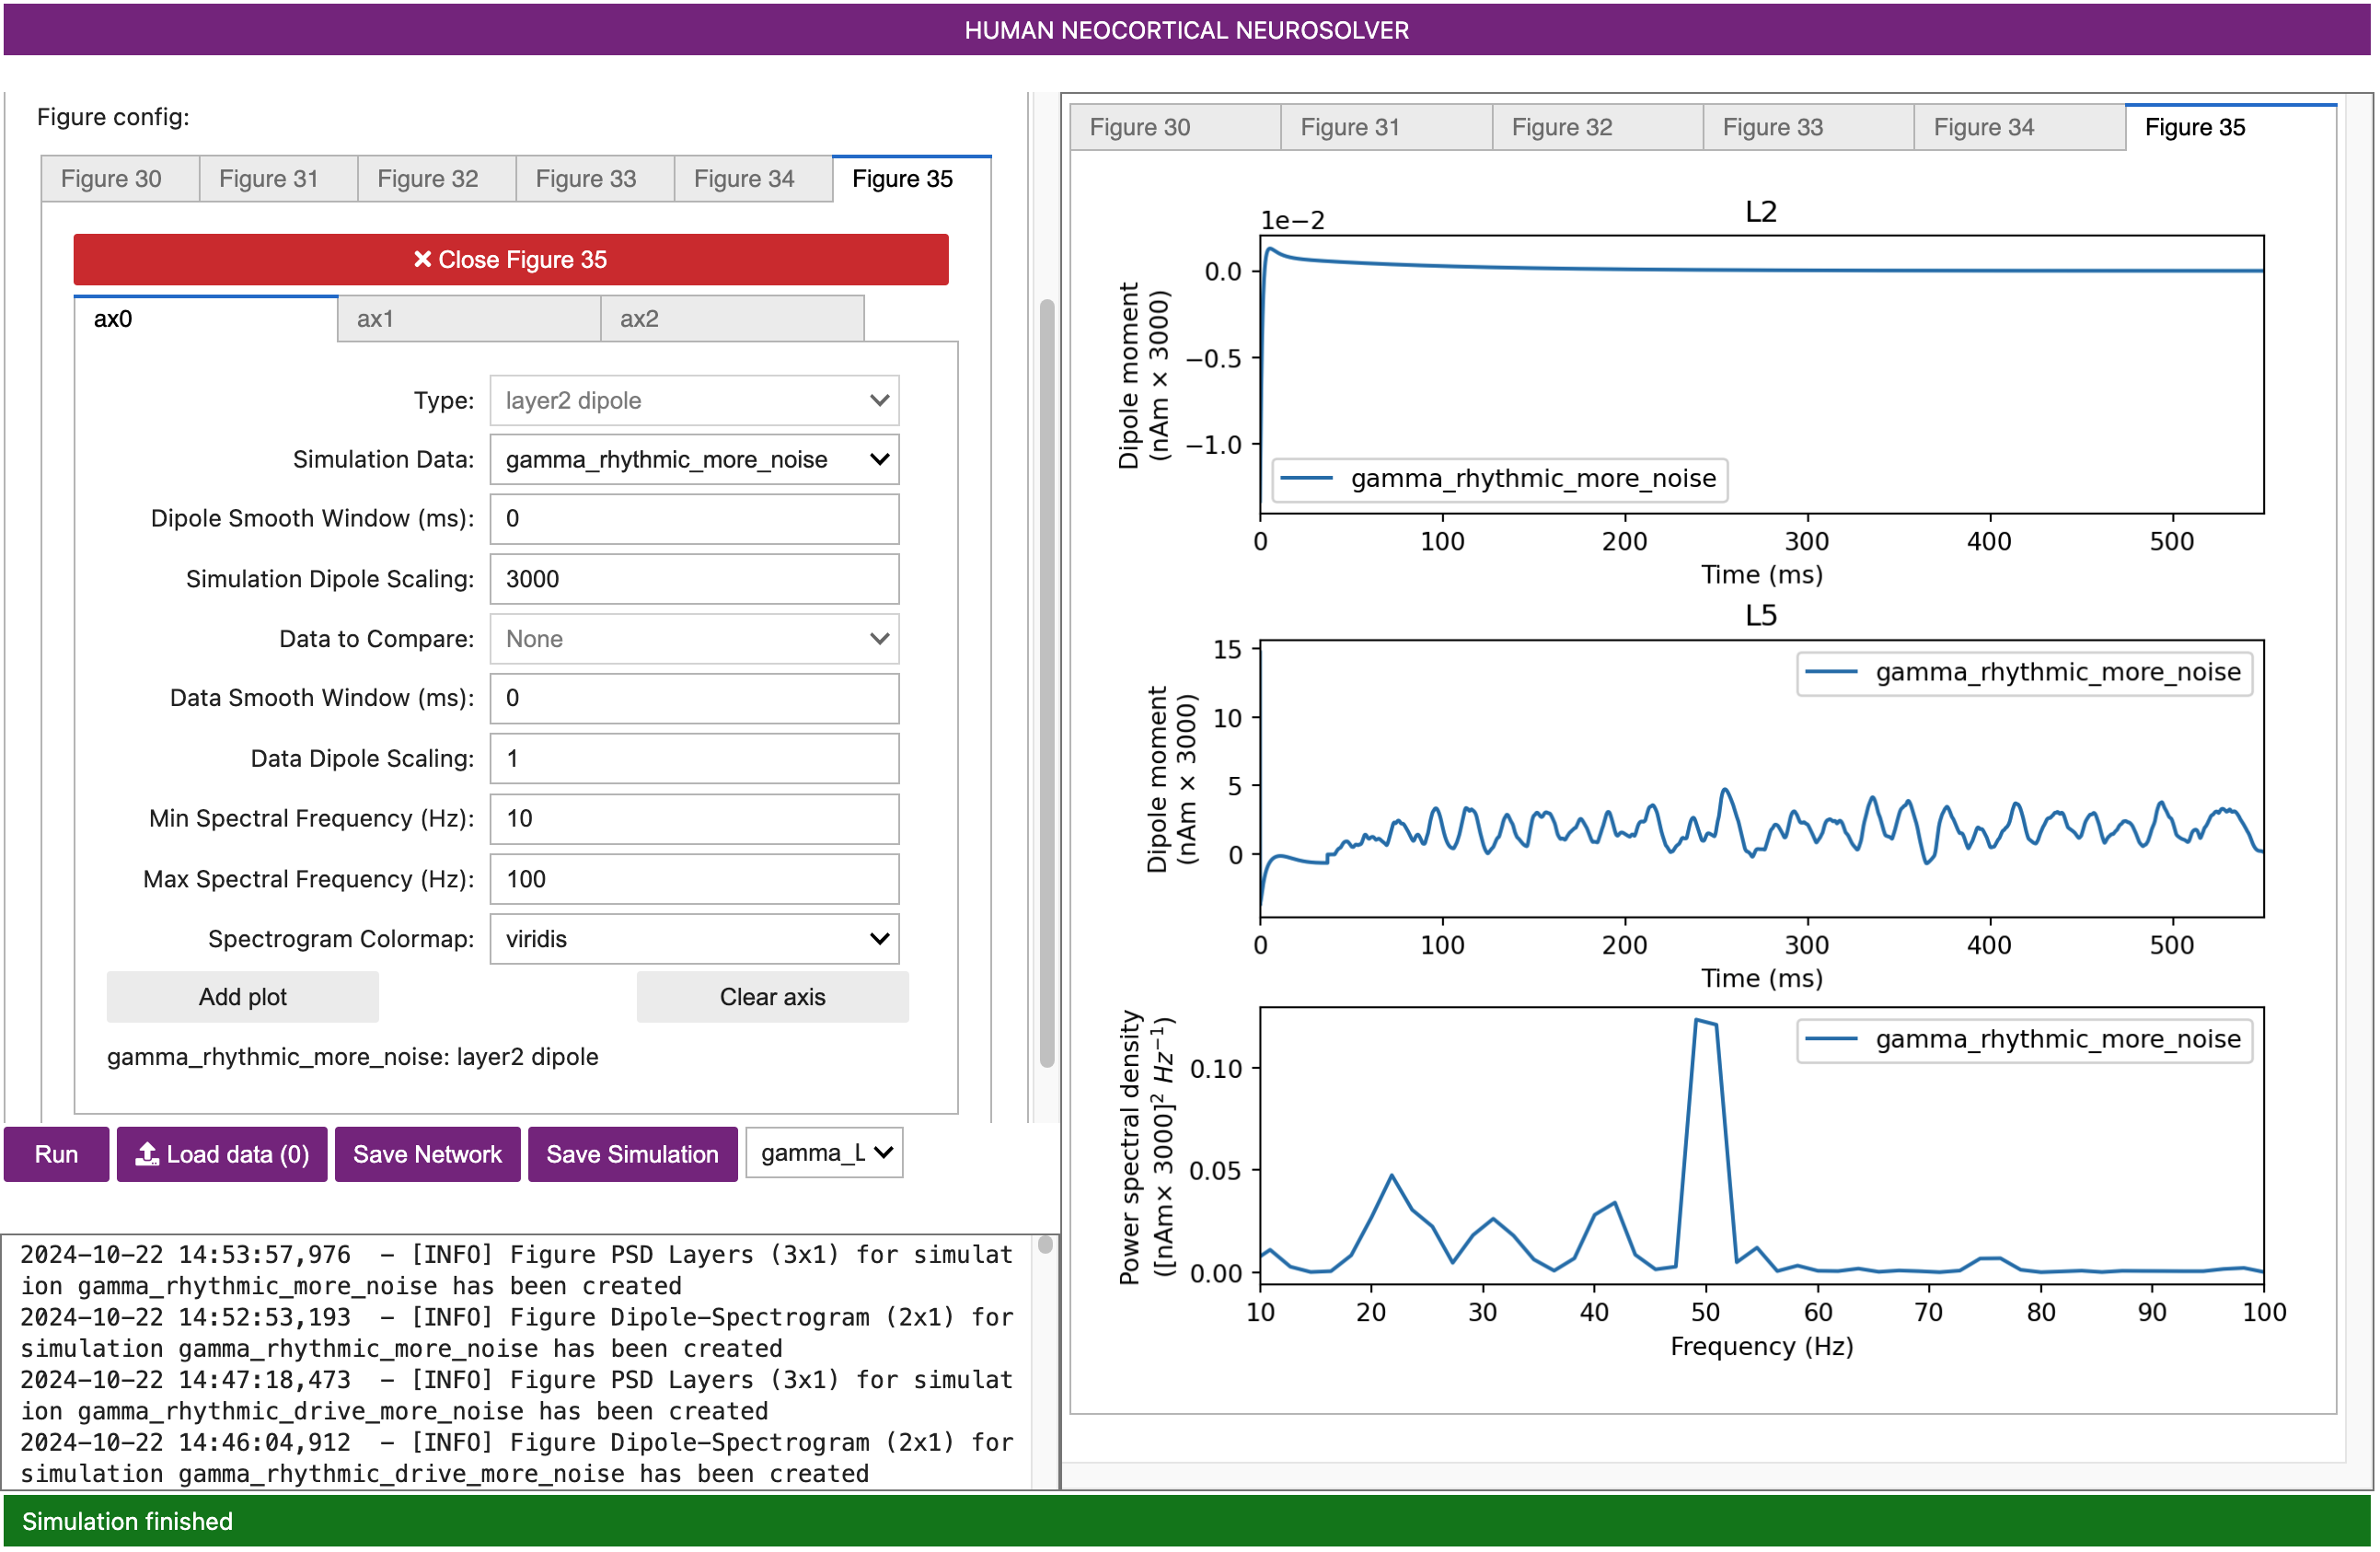 HUMAN NEOCORTICAL NEUROSOLVER
Figure config:
Figure 30 Figure 31 Figure 32 Figure 33 Figure 34 Figure 35
Close Figure 35
ax0 ax1 ax2
Type: layer2 dipole
Simulation Data: gamma_rhythmic_more_noise
Dipole Smooth Window (ms): 0
Simulation Dipole Scaling: 3000
Data to Compare: None
Data Smooth Window (ms): 0
Data Dipole Scaling: 1
Min Spectral Frequency (Hz): 10
Max Spectral Frequency (Hz): 100
Spectrogram Colormap: viridis
Add plot Clear axis
gamma_rhythmic_more_noise: layer2 dipole
Run Load data (0) Save Network Save Simulation gamma_L
2024-10-22 14:53:57,976 - [INFO] Figure PSD Layers (3x1) for simulat
ion gamma_rhythmic_more_noise has been created
2024-10-22 14:52:53,193 - [INFO] Figure Dipole-Spectrogram (2x1) for
simulation gamma_rhythmic_more_noise has been created
2024-10-22 14:47:18,473 - [INFO] Figure PSD Layers (3x1) for simulat
ion gamma_rhythmic_drive_more_noise has been created
2024-10-22 14:46:04,912 - [INFO] Figure Dipole-Spectrogram (2x1) for
simulation gamma_rhythmic_drive_more_noise has been created
Figure 30 Figure 31 Figure 32 Figure 33 Figure 34 Figure 35
L2
1e−2
Dipole moment
(nAm × 3000)
0.0
−0.5
−1.0
gamma_rhythmic_more_noise
0 100 200 300 400 500
Time (ms)
L5
Dipole moment
(nAm × 3000)
15
10
5
0
gamma_rhythmic_more_noise
0 100 200 300 400 500
Time (ms)
Power spectral density
([nAm× 3000]² Hz⁻¹)
0.10
0.05
0.00
gamma_rhythmic_more_noise
10 20 30 40 50 60 70 80 90 100
Frequency (Hz)
Simulation finished